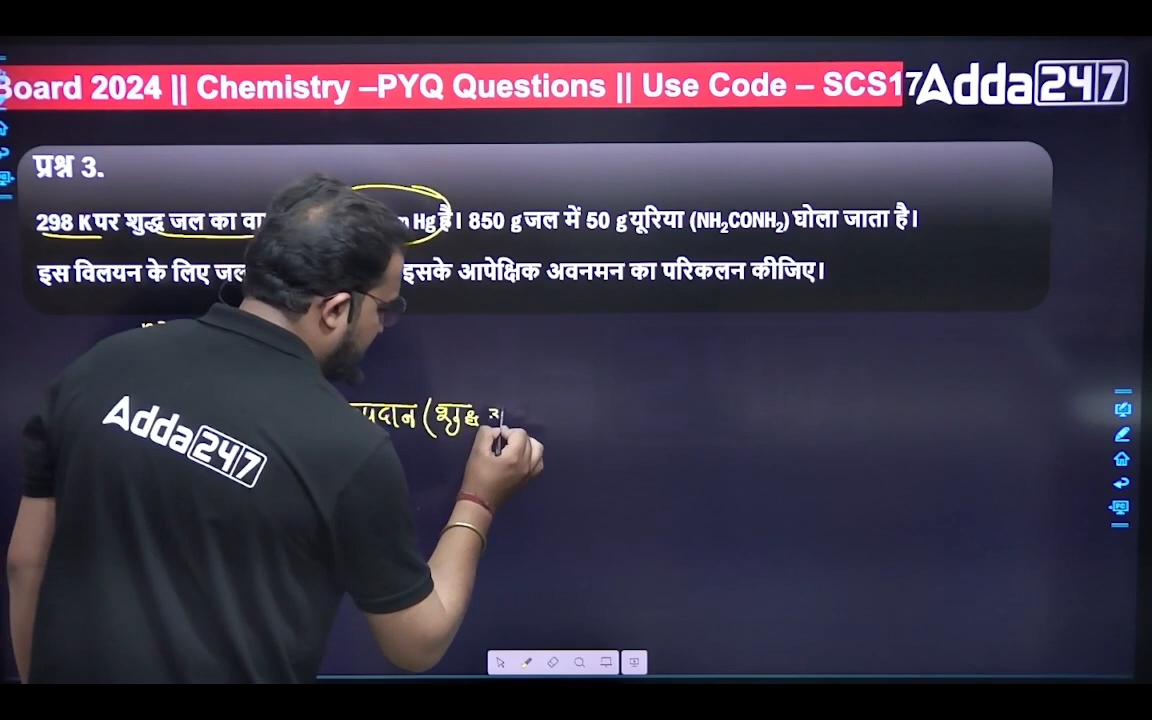 Board 2024 || Chemistry –PYQ Questions || Use Code – SCS17
Adda247
प्रश्न 3.
298 K पर शुद्ध जल का Hg है। 850 g जल में 50 g यूरिया (NH₂CONH₂) घोला जाता है।
इस विलयन के लिए इसके आपेक्षिक अवनमन का परिकलन कीजिए।
(शुद्ध
Adda247